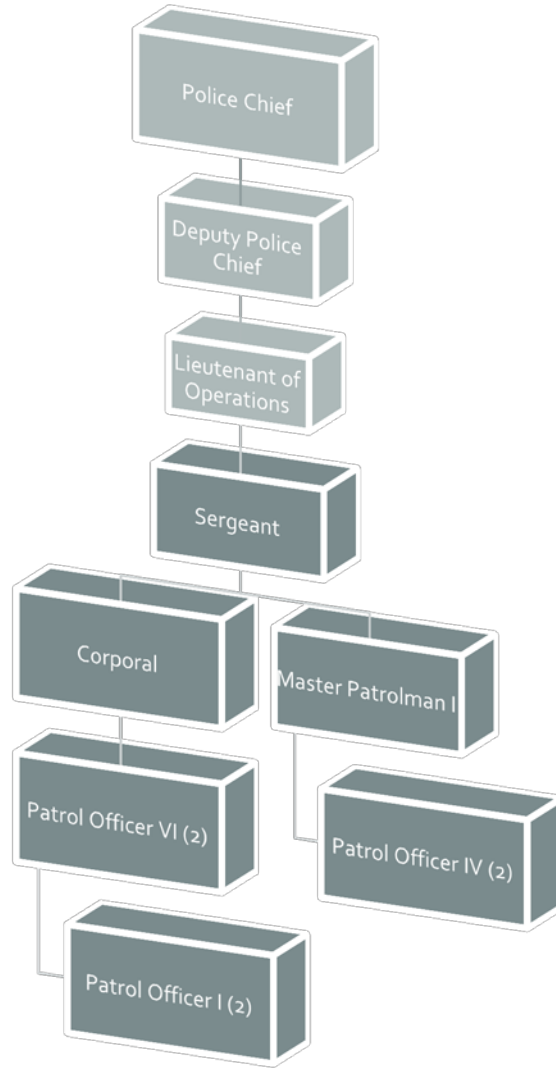 Police Chief
Deputy Police
Chief
Lieutenant of
Operations
Sergeant
Corporal
Master Patrolman I
Patrol Officer VI (2)
Patrol Officer IV (2)
Patrol Officer I (2)